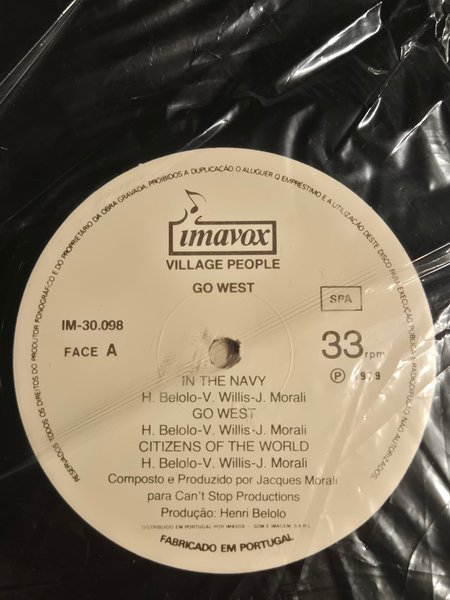 RESERVADOS TODOS OS DIREITOS DO PRODUTOR FONOGRÁFICO E DO PROPRIETÁRIO DA OBRA GRAVADA. PROIBIDOS A DUPLICAÇÃO O ALUGUER O EMPRÉSTIMO E A UTILIZAÇÃO DESTE DISCO PARA EXECUÇÃO PÚBLICA E RADIODIFUSÃO NÃO AUTORIZADOS
imavox
VILLAGE PEOPLE
GO WEST
SPA
IM-30.098
FACE A
33 rpm
Ⓟ 1979
IN THE NAVY
H. Belolo-V. Willis-J. Morali
GO WEST
H. Belolo-V. Willis-J. Morali
CITIZENS OF THE WORLD
H. Belolo-V. Willis-J. Morali
Composto e Produzido por Jacques Morali
para Can't Stop Productions
Produção: Henri Belolo
DISTRIBUIDO EM PORTUGAL POR IMAVOX - SOM E IMAGEM S.A.R.L.
FABRICADO EM PORTUGAL